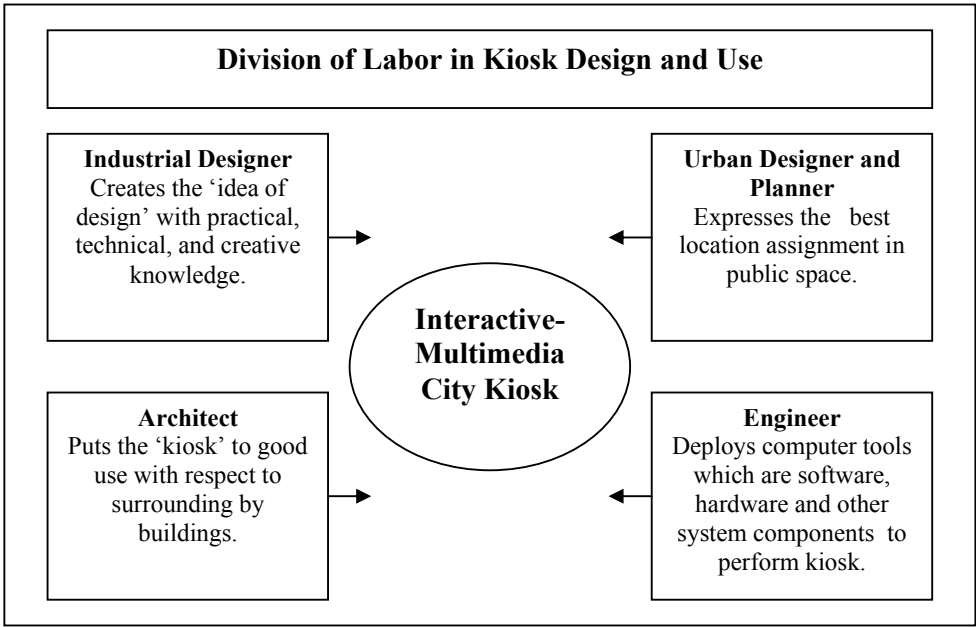 Division of Labor in Kiosk Design and Use
Industrial Designer
Creates the ‘idea of
design’ with practical,
technical, and creative
knowledge.
Urban Designer and
Planner
Expresses the best
location assignment in
public space.
Interactive-
Multimedia
City Kiosk
Architect
Puts the ‘kiosk’ to good
use with respect to
surrounding by
buildings.
Engineer
Deploys computer tools
which are software,
hardware and other
system components to
perform kiosk.